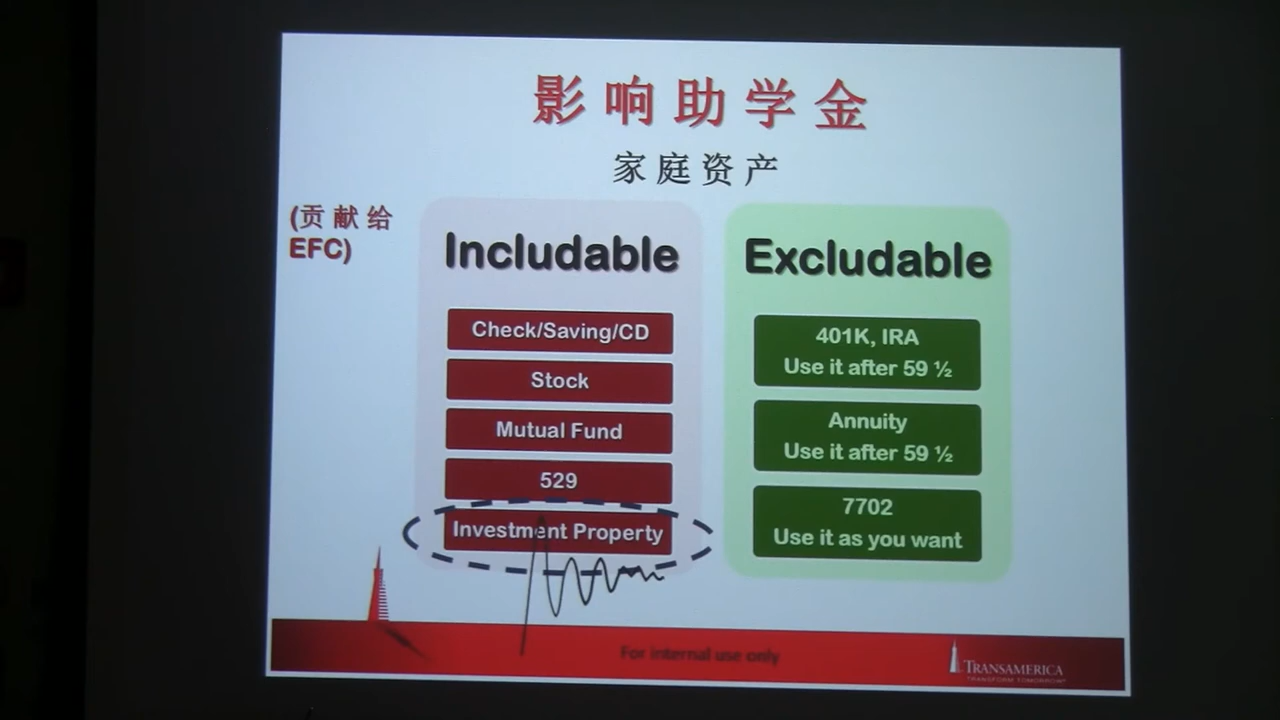 影响助学金
家庭资产
(贡献给
EFC)
Includable
Check/Saving/CD
Stock
Mutual Fund
529
Investment Property
Excludable
401K, IRA
Use it after 59 ½
Annuity
Use it after 59 ½
7702
Use it as you want
For internal use only
TRANSAMERICA
TRANSFORM TOMORROW